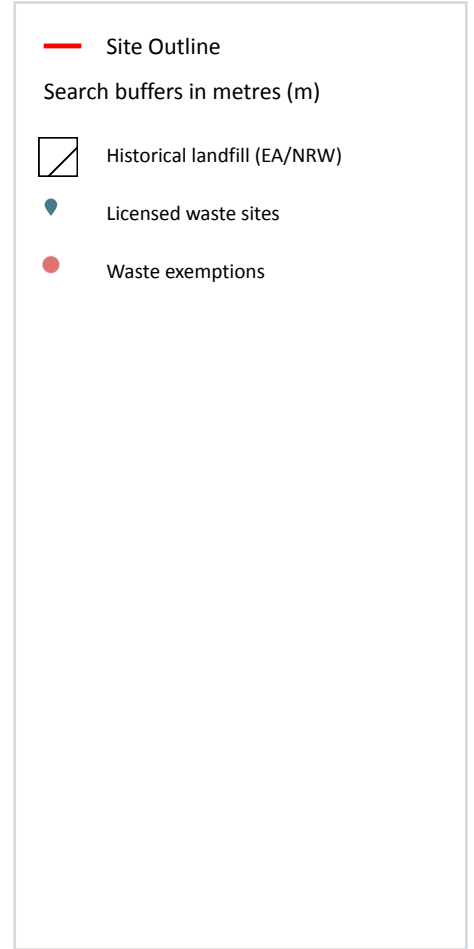 Site Outline
Search buffers in metres (m)
Historical landfill (EA/NRW)
Licensed waste sites
Waste exemptions